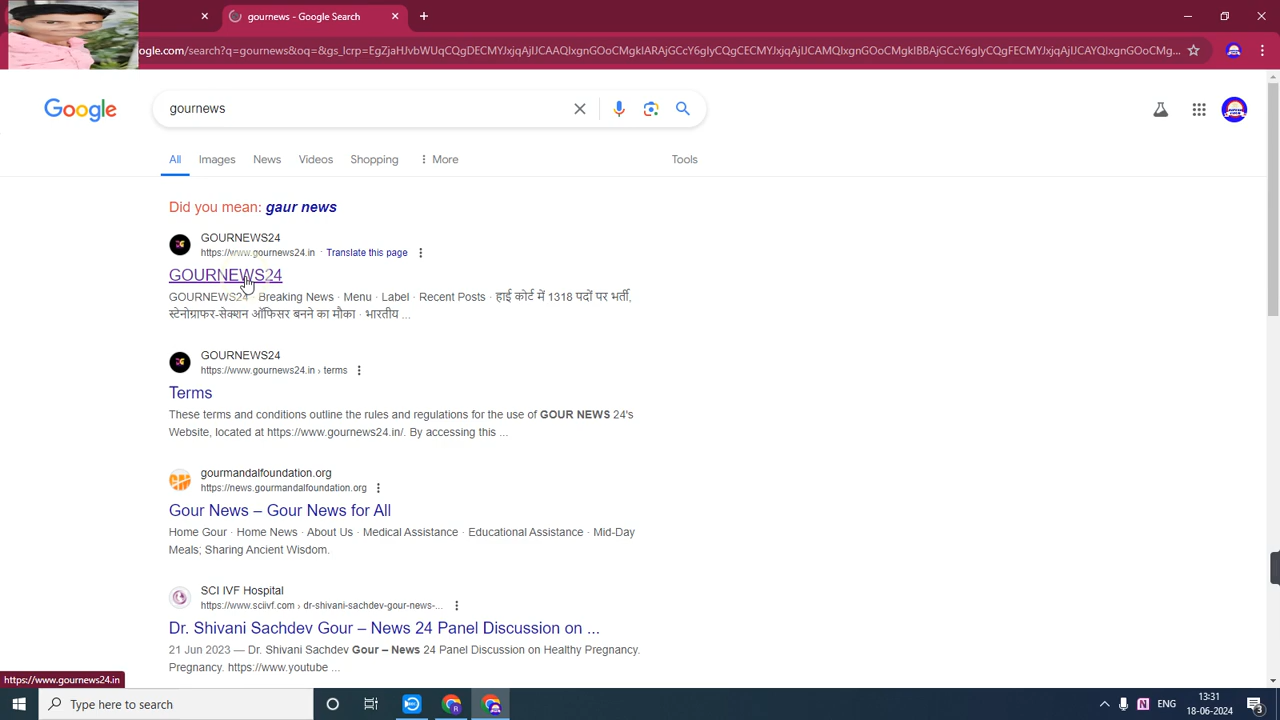 gournews - Google Search
ogle.com/search?q=gournews&oq=&gs_lcrp=
Google
gournews
All Images News Videos Shopping More Tools
Did you mean: gaur news
GOURNEWS24
https://www.gournews24.in · Translate this page
GOURNEWS24
GOURNEWS24 · Breaking News · Menu · Label · Recent Posts · हाई कोर्ट में 1318 पदों पर भर्ती,
स्टेनोग्राफर-सेक्शन ऑफिसर बनने का मौका · भारतीय ...
GOURNEWS24
https://www.gournews24.in › terms
Terms
These terms and conditions outline the rules and regulations for the use of GOUR NEWS 24's
Website, located at https://www.gournews24.in/. By accessing this ...
gourmandalfoundation.org
https://news.gourmandalfoundation.org
Gour News – Gour News for All
Home Gour · Home News · About Us · Medical Assistance · Educational Assistance · Mid-Day
Meals; Sharing Ancient Wisdom.
SCI IVF Hospital
https://www.sciivf.com › dr-shivani-sachdev-gour-news-...
Dr. Shivani Sachdev Gour – News 24 Panel Discussion on ...
21 Jun 2023 — Dr. Shivani Sachdev Gour – News 24 Panel Discussion on Healthy Pregnancy.
Pregnancy. https://www.youtube ...
https://www.gournews24.in
Type here to search
ENG
13:31
18-06-2024
3